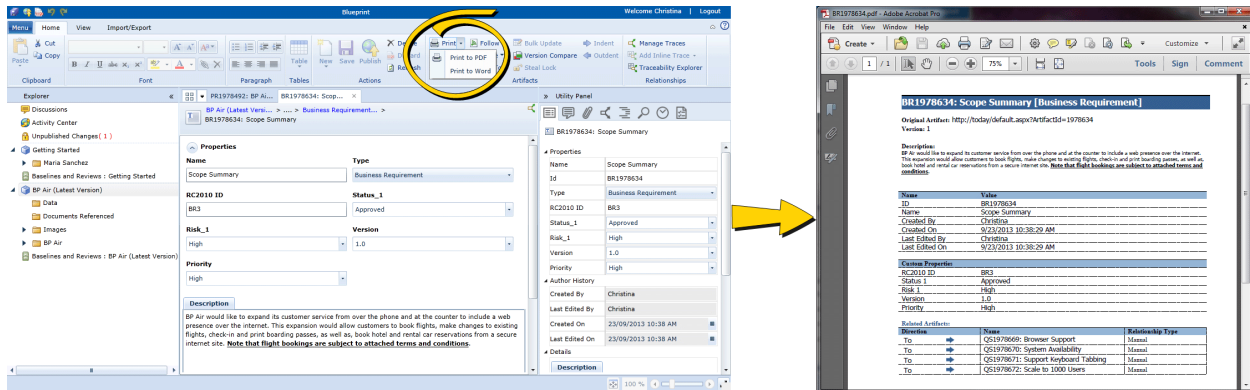 Blueprint
Welcome Christina | Logout
Menu Home View Import/Export
Paste
Cut
Copy
Clipboard
Font
Paragraph
Table
Tables
New Save Publish
Refresh
Actions
Print
Print to PDF
Print to Word
Follow
Bulk Update
Version Compare
Steal Lock
Indent
Outdent
Artifacts
Manage Traces
Add Inline Trace
Traceability Explorer
Relationships
Explorer
Discussions
Activity Center
Unpublished Changes( 1 )
Getting Started
Maria Sanchez
Baselines and Reviews : Getting Started
BP Air (Latest Version)
Data
Documents Referenced
Images
BP Air
Baselines and Reviews : BP Air (Latest Version)
PR1978492: BP Ai...
BR1978634: Scop...
BP Air (Latest Versi... > .... > Business Requirement... >
BR1978634: Scope Summary
Properties
Name
Type
Scope Summary
Business Requirement
RC2010 ID
Status_1
BR3
Approved
Risk_1
Version
High
1.0
Priority
High
Description
BP Air would like to expand its customer service from over the phone and at the counter to include a web
presence over the internet. This expansion would allow customers to book flights, make changes to existing
flights, check-in and print boarding passes, as well as, book hotel and rental car reservations from a secure
internet site. Note that flight bookings are subject to attached terms and conditions.
Utility Panel
BR1978634: Scope Summary
Properties
Name Scope Summary
Id BR1978634
Type Business Requirement
RC2010 ID BR3
Status_1 Approved
Risk_1 High
Version 1.0
Priority High
Author History
Created By Christina
Last Edited By Christina
Created On 23/09/2013 10:38 AM
Last Edited On 23/09/2013 10:38 AM
Details
Description
100 %
BR1978634.pdf - Adobe Acrobat Pro
File Edit View Window Help
Create
Customize
1 / 1
75%
Tools Sign Comment
BR1978634: Scope Summary [Business Requirement]
Original Artifact: http://today/default.aspx?ArtifactId=1978634
Version: 1
Description:
BP Air would like to expand its customer service from over the phone and at the counter to include a web presence over the internet.
This expansion would allow customers to book flights, make changes to existing flights, check-in and print boarding passes, as well as,
book hotel and rental car reservations from a secure internet site. Note that flight bookings are subject to attached terms and
conditions.
Name Value
ID BR1978634
Name Scope Summary
Created By Christina
Created On 9/23/2013 10:38:29 AM
Last Edited By Christina
Last Edited On 9/23/2013 10:38:29 AM
Custom Properties
RC2010 ID BR3
Status 1 Approved
Risk 1 High
Version 1.0
Priority High
Related Artifacts:
Direction Name Relationship Type
To QS1978669: Browser Support Manual
To QS1978670: System Availability Manual
To QS1978671: Support Keyboard Tabbing Manual
To QS1978672: Scale to 1000 Users Manual